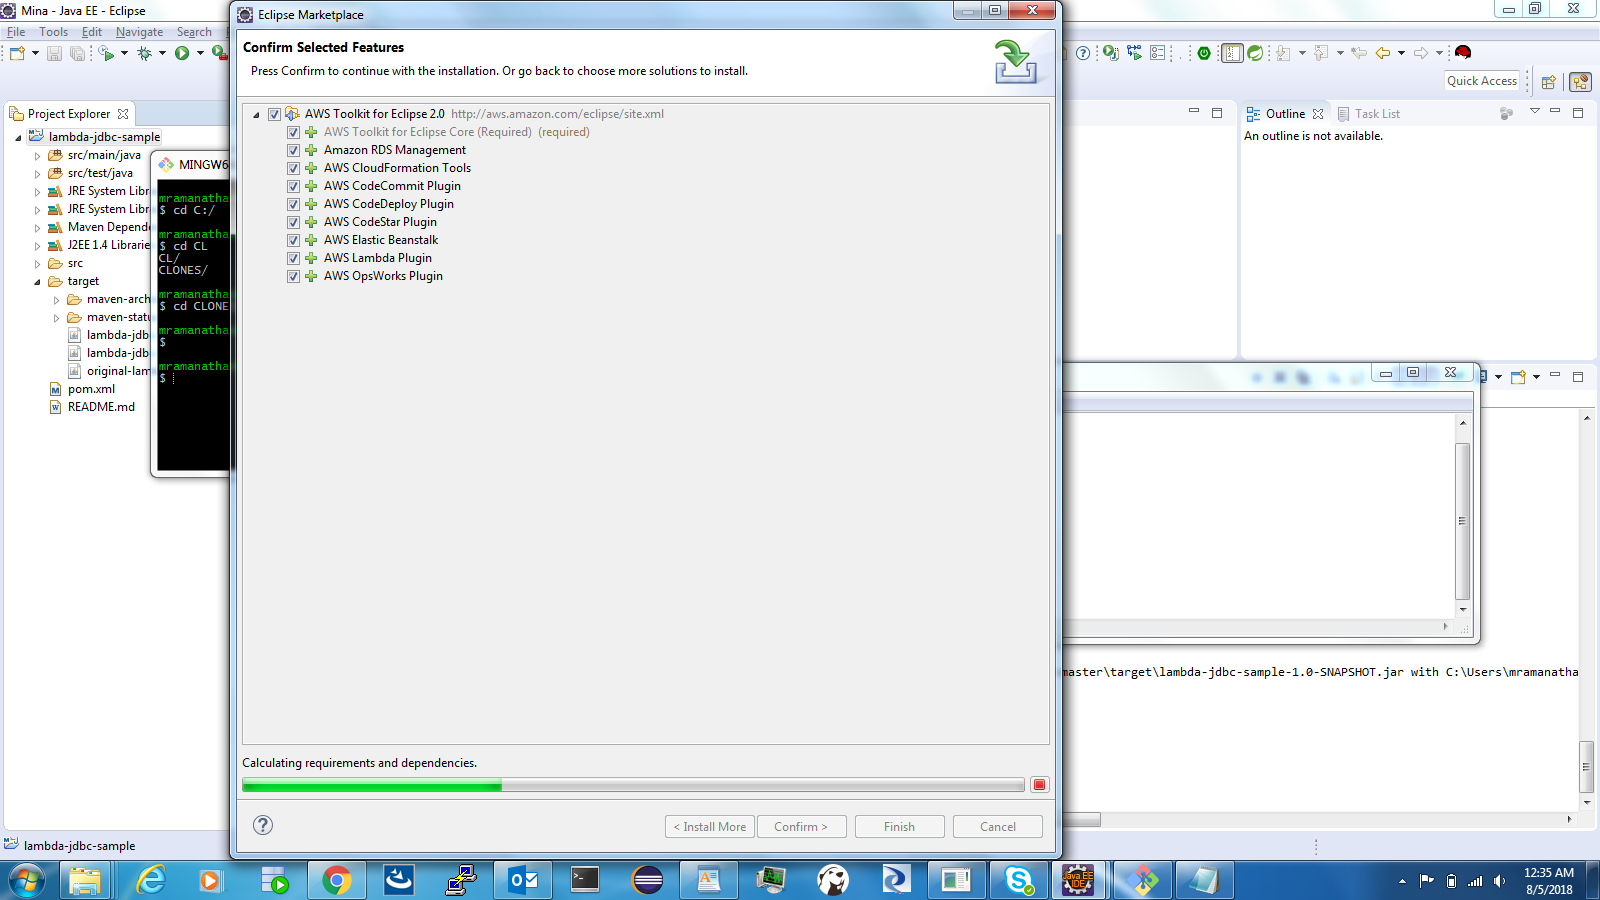 Mina - Java EE - Eclipse
File Tools Edit Navigate Search
Quick Access
Project Explorer
lambda-jdbc-sample
src/main/java
src/test/java
JRE System Libr
JRE System Libr
Maven Depend
J2EE 1.4 Librarie
src
target
maven-arch
maven-statu
lambda-jdb
lambda-jdb
original-lam
pom.xml
README.md
MINGW6
mramanatha
$ cd C:/
mramanatha
$ cd CL
CL/
CLONES/
mramanatha
$ cd CLONE
mramanatha
$
mramanatha
$
Eclipse Marketplace
Confirm Selected Features
Press Confirm to continue with the installation. Or go back to choose more solutions to install.
AWS Toolkit for Eclipse 2.0 http://aws.amazon.com/eclipse/site.xml
AWS Toolkit for Eclipse Core (Required) (required)
Amazon RDS Management
AWS CloudFormation Tools
AWS CodeCommit Plugin
AWS CodeDeploy Plugin
AWS CodeStar Plugin
AWS Elastic Beanstalk
AWS Lambda Plugin
AWS OpsWorks Plugin
Calculating requirements and dependencies.
< Install More Confirm > Finish Cancel
Outline Task List
An outline is not available.
master\target\lambda-jdbc-sample-1.0-SNAPSHOT.jar with C:\Users\mramanatha
lambda-jdbc-sample
Java EE
IDE
12:35 AM
8/5/2018